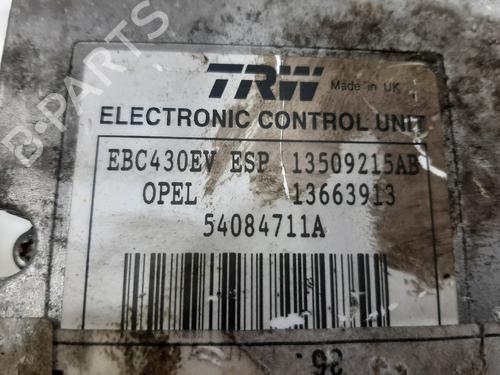 TRW Made in UK
ELECTRONIC CONTROL UNIT
EBC430EV ESP 13509215AB
OPEL 13663913
54084711A
B-PARTS